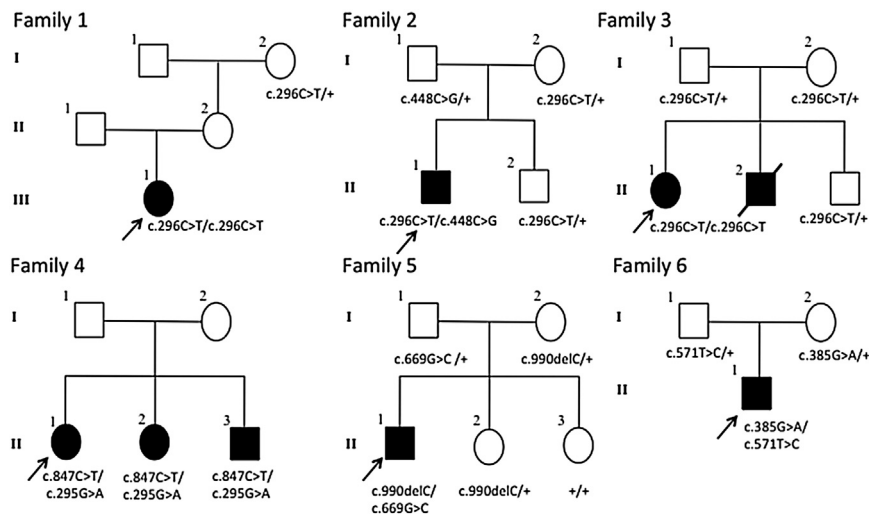 Family 1
I
1
2
c.296C>T/+
II
1
2
III
1
c.296C>T/c.296C>T
Family 2
I
1
2
c.448C>G/+
c.296C>T/+
II
1
2
c.296C>T/c.448C>G
c.296C>T/+
Family 3
I
1
2
c.296C>T/+
c.296C>T/+
II
1
2
c.296C>T/c.296C>T
c.296C>T/+
Family 4
I
1
2
II
1
2
3
c.847C>T/
c.295G>A
c.847C>T/
c.295G>A
c.847C>T/
c.295G>A
Family 5
I
1
2
c.669G>C /+
c.990delC/+
II
1
2
3
c.990delC/
c.669G>C
c.990delC/+
+/+
Family 6
I
1
2
c.571T>C/+
c.385G>A/+
II
1
c.385G>A/
c.571T>C